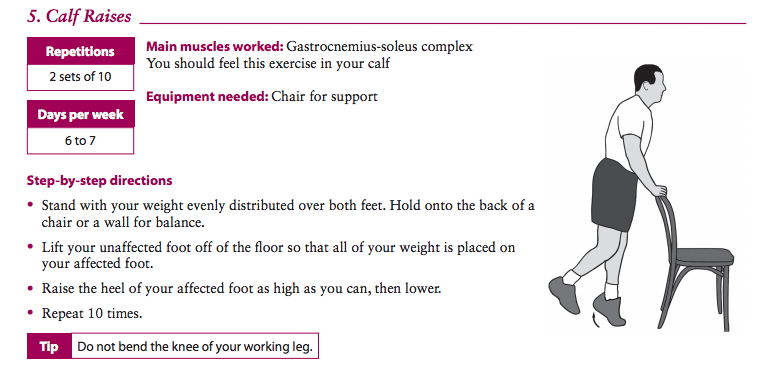 5. Calf Raises
Repetitions
2 sets of 10
Days per week
6 to 7
Main muscles worked: Gastrocnemius-soleus complex
You should feel this exercise in your calf
Equipment needed: Chair for support
Step-by-step directions
• Stand with your weight evenly distributed over both feet. Hold onto the back of a
chair or a wall for balance.
• Lift your unaffected foot off of the floor so that all of your weight is placed on
your affected foot.
• Raise the heel of your affected foot as high as you can, then lower.
• Repeat 10 times.
Tip Do not bend the knee of your working leg.